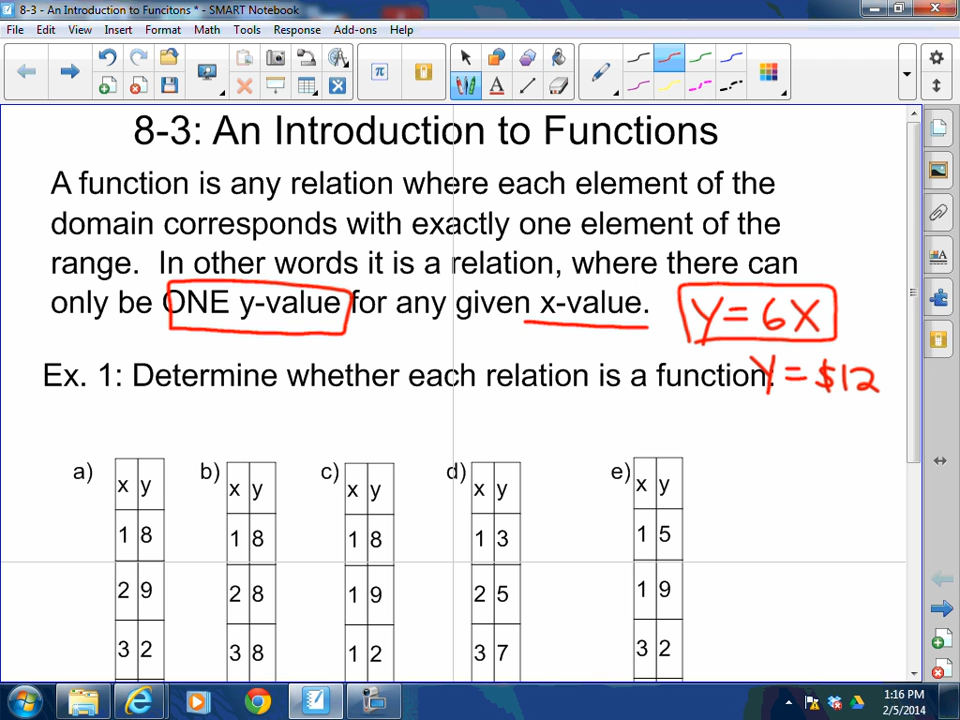 8-3 - An Introduction to Funcitons * - SMART Notebook
File Edit View Insert Format Math Tools Response Add-ons Help
8-3: An Introduction to Functions
A function is any relation where each element of the
domain corresponds with exactly one element of the
range. In other words it is a relation, where there can
only be ONE y-value for any given x-value. Y = 6X
Ex. 1: Determine whether each relation is a function. Y = $12
a) b) c) d) e)
x y x y x y x y x y
1 8 1 8 1 8 1 3 1 5
2 9 2 8 1 9 2 5 1 9
3 2 3 8 1 2 3 7 3 2
1:16 PM
2/5/2014